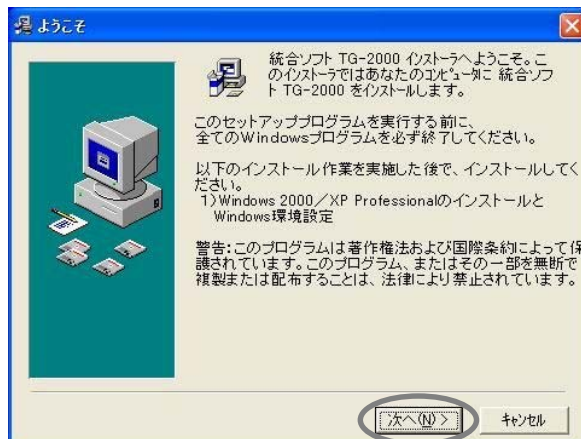 ようこそ
統合ソフト TG-2000 インストーラへようこそ。こ
のインストーラではあなたのコンピュータに 統合ソフ
ト TG-2000 をインストールします。
このセットアッププログラムを実行する前に、
全てのWindowsプログラムを必ず終了してください。
以下のインストール作業を実施した後で、インストールしてく
ださい。
1)Windows 2000/XP Professionalのインストールと
Windows環境設定
警告:このプログラムは著作権法および国際条約によって保
護されています。このプログラム、またはその一部を無断で
複製または配布することは、法律により禁止されています。
次へ(N) >
キャンセル